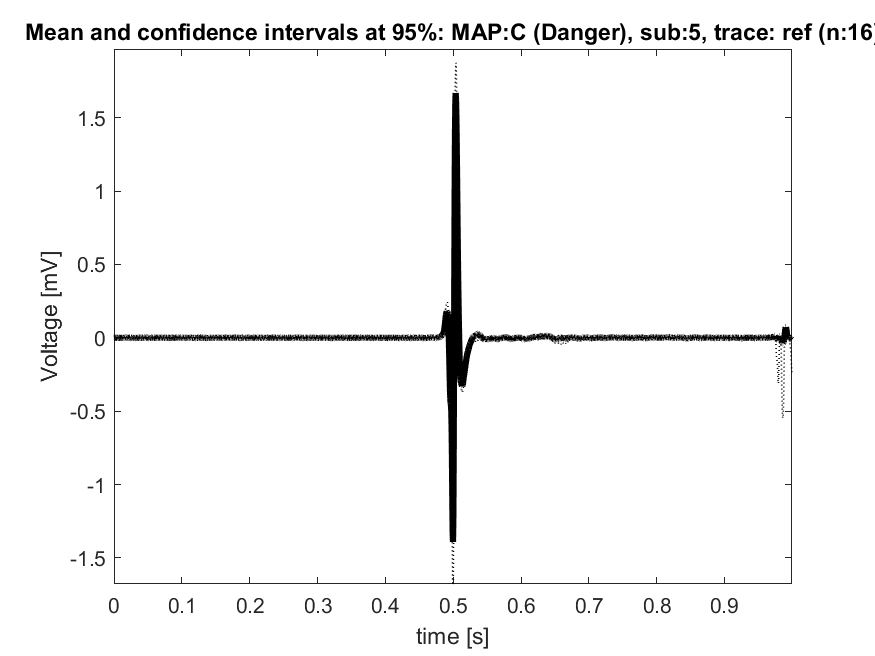 Mean and confidence intervals at 95%: MAP:C (Danger), sub:5, trace: ref (n:16)
1.5
1
0.5
0
-0.5
-1
-1.5
Voltage [mV]
0 0.1 0.2 0.3 0.4 0.5 0.6 0.7 0.8 0.9
time [s]